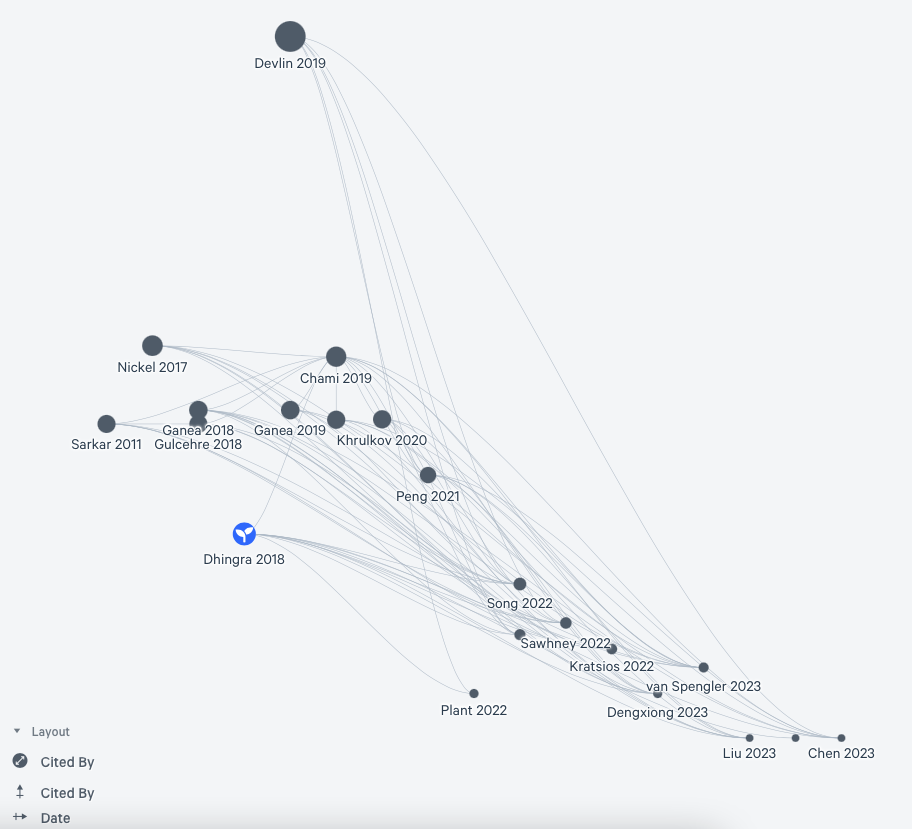 Devlin 2019
Nickel 2017
Chami 2019
Sarkar 2011
Ganea 2018
Gulcehre 2018
Ganea 2019
Khrulkov 2020
Peng 2021
Dhingra 2018
Song 2022
Sawhney 2022
Kratsios 2022
van Spengler 2023
Plant 2022
Dengxiong 2023
Liu 2023
Chen 2023
Layout
Cited By
Cited By
Date